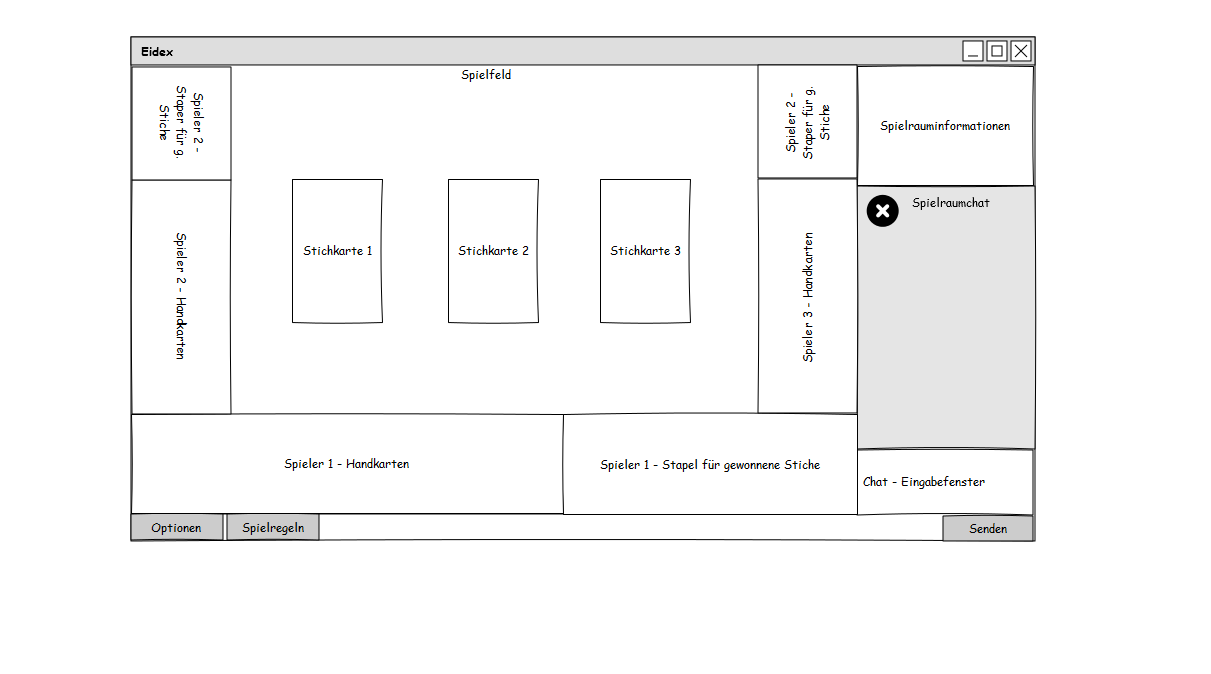 Eidex
Spieler 2 -
Staper für g.
Stiche
Spielfeld
Spieler 2 -
Staper für g.
Stiche
Spielrauminformationen
Spielraumchat
Spieler 2 - Handkarten
Stichkarte 1
Stichkarte 2
Stichkarte 3
Spieler 3 - Handkarten
Spieler 1 - Handkarten
Spieler 1 - Stapel für gewonnene Stiche
Chat - Eingabefenster
Optionen
Spielregeln
Senden